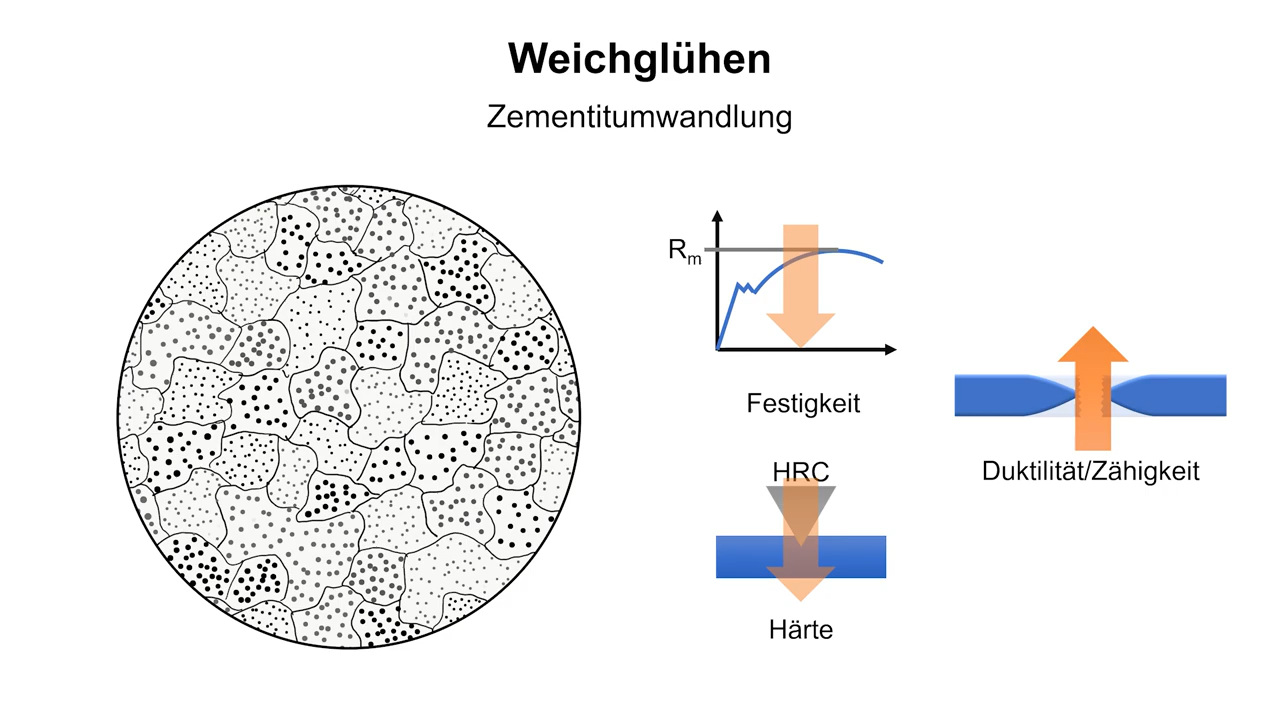 Weichglühen
Zementitumwandlung
Rm
Festigkeit
HRC
Härte
Duktilität/Zähigkeit